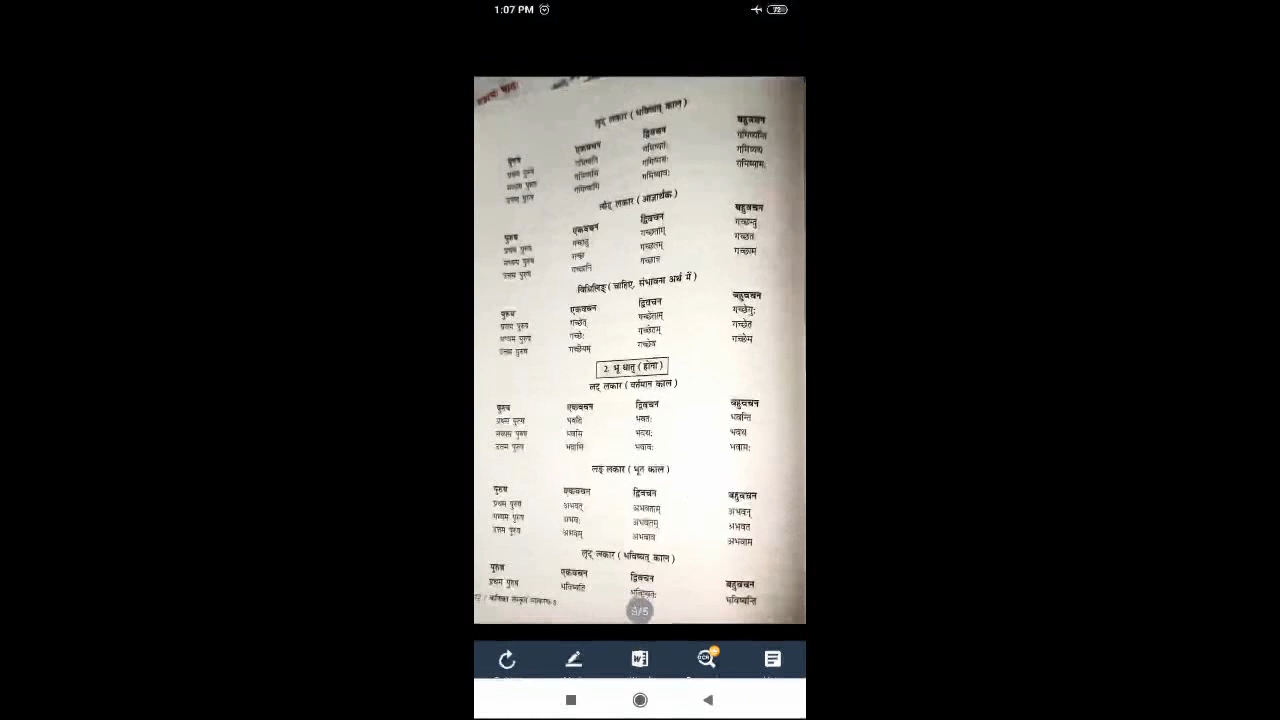 1:07 PM
72
लृट् लकार ( भविष्यत् काल )
पुरुष एकवचन द्विवचन बहुवचन
प्रथम पुरुष गमिष्यति गमिष्यतः गमिष्यन्ति
मध्यम पुरुष गमिष्यसि गमिष्यथः गमिष्यथ
उत्तम पुरुष गमिष्यामि गमिष्यावः गमिष्यामः
लोट् लकार ( आज्ञार्थक )
पुरुष एकवचन द्विवचन बहुवचन
प्रथम पुरुष गच्छतु गच्छताम् गच्छन्तु
मध्यम पुरुष गच्छ गच्छतम् गच्छत
उत्तम पुरुष गच्छानि गच्छाव गच्छाम
विधिलिङ्ग ( चाहिए, संभावना अर्थ में )
पुरुष एकवचन द्विवचन बहुवचन
प्रथम पुरुष गच्छेत् गच्छेताम् गच्छेयुः
मध्यम पुरुष गच्छेः गच्छेतम् गच्छेत
उत्तम पुरुष गच्छेयम् गच्छेव गच्छेम
2. भू धातु ( होना )
लट् लकार ( वर्तमान काल )
पुरुष एकवचन द्विवचन बहुवचन
प्रथम पुरुष भवति भवतः भवन्ति
मध्यम पुरुष भवसि भवथः भवथ
उत्तम पुरुष भवामि भवावः भवामः
लङ् लकार ( भूत काल )
पुरुष एकवचन द्विवचन बहुवचन
प्रथम पुरुष अभवत् अभवताम् अभवन्
मध्यम पुरुष अभवः अभवतम् अभवत
उत्तम पुरुष अभवम् अभवाव अभवाम
लृट् लकार ( भविष्यत् काल )
पुरुष एकवचन द्विवचन बहुवचन
प्रथम पुरुष भविष्यति भविष्यतः भविष्यन्ति
संस्कृत व्याकरण-8
3/5